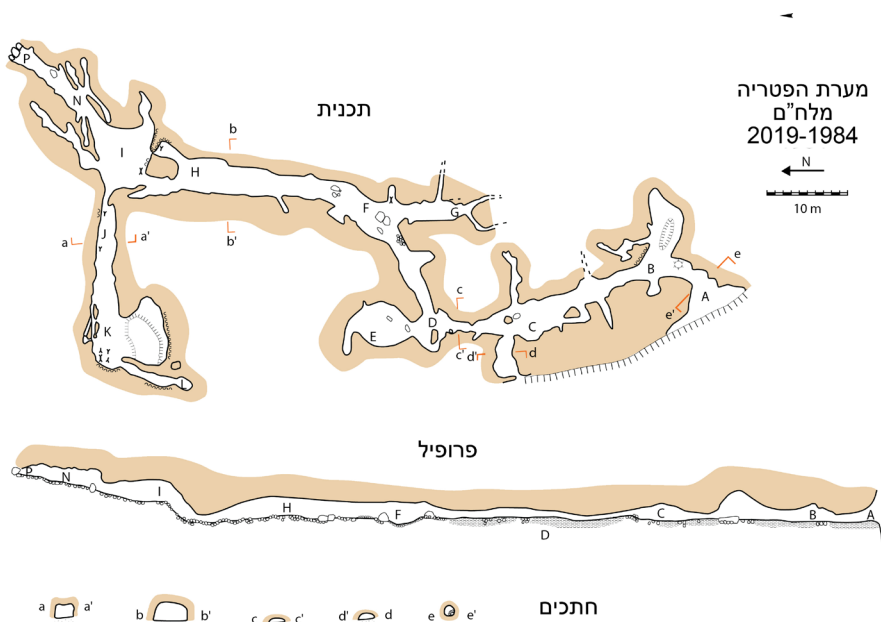 מערת הפטריה
מלח"ם
2019-1984
N
10 m
תכנית
P
N
I
H
b
b'
F
G
J
a
a'
K
L
E
D
c
c'
d'
d
C
B
A
e
e'
פרופיל
P
N
I
H
F
D
C
B
A
a a'
b b'
c c'
d' d
e e'
חתכים